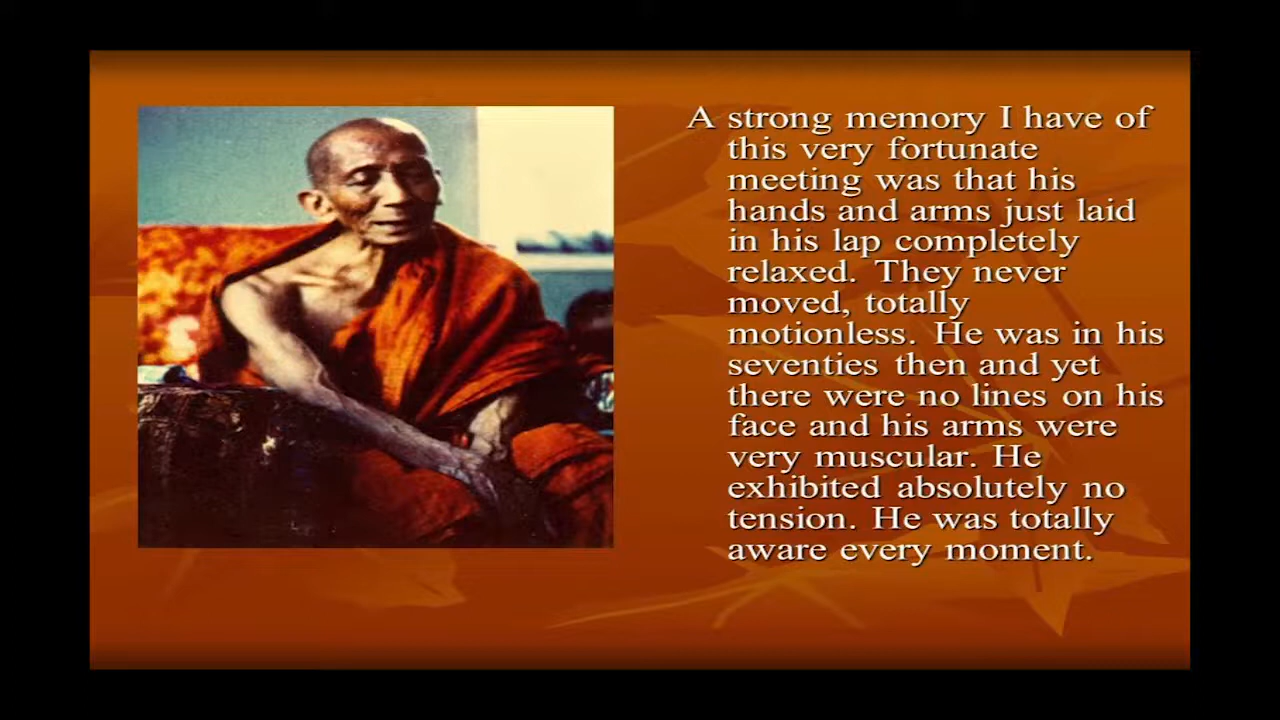 A strong memory I have of
this very fortunate
meeting was that his
hands and arms just laid
in his lap completely
relaxed. They never
moved, totally
motionless. He was in his
seventies then and yet
there were no lines on his
face and his arms were
very muscular. He
exhibited absolutely no
tension. He was totally
aware every moment.